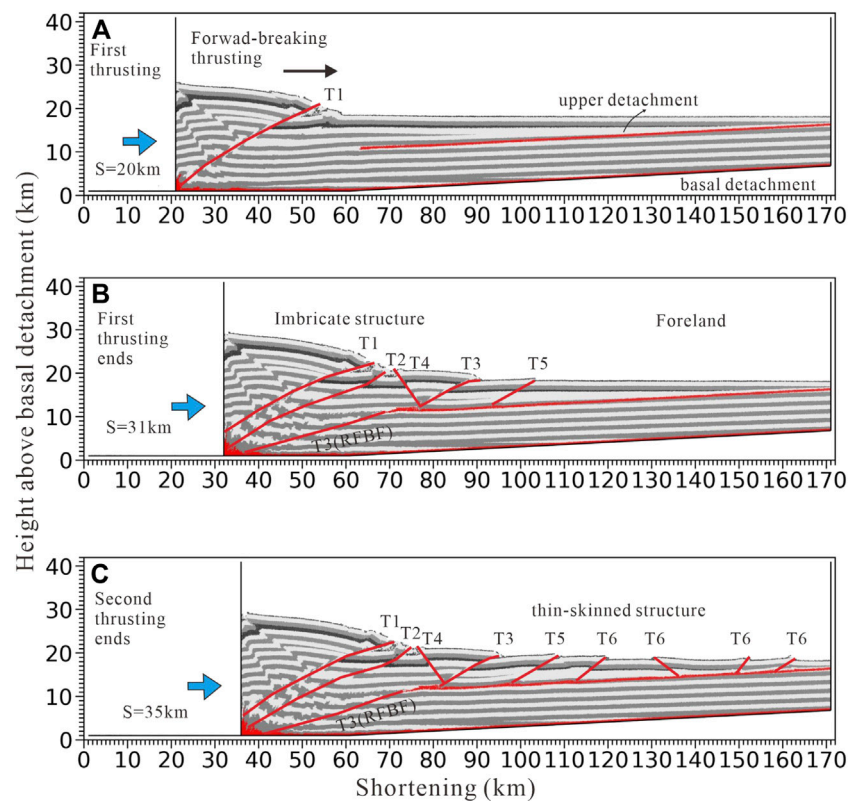 Height above basal detachment (km)
A
First
thrusting
Forwad-breaking
thrusting
T1
upper detachment
S=20km
basal detachment
40
30
20
10
0
0 10 20 30 40 50 60 70 80 90 100 110 120 130 140 150 160 170
B
First
thrusting
ends
Imbricate structure
Foreland
T1
T2 T4 T3 T5
S=31km
T3(RFBF)
40
30
20
10
0
0 10 20 30 40 50 60 70 80 90 100 110 120 130 140 150 160 170
C
Second
thrusting
ends
thin-skinned structure
T1
T2 T4 T3 T5 T6 T6 T6 T6
S=35km
T3(RFBF)
40
30
20
10
0
0 10 20 30 40 50 60 70 80 90 100 110 120 130 140 150 160 170
Shortening (km)